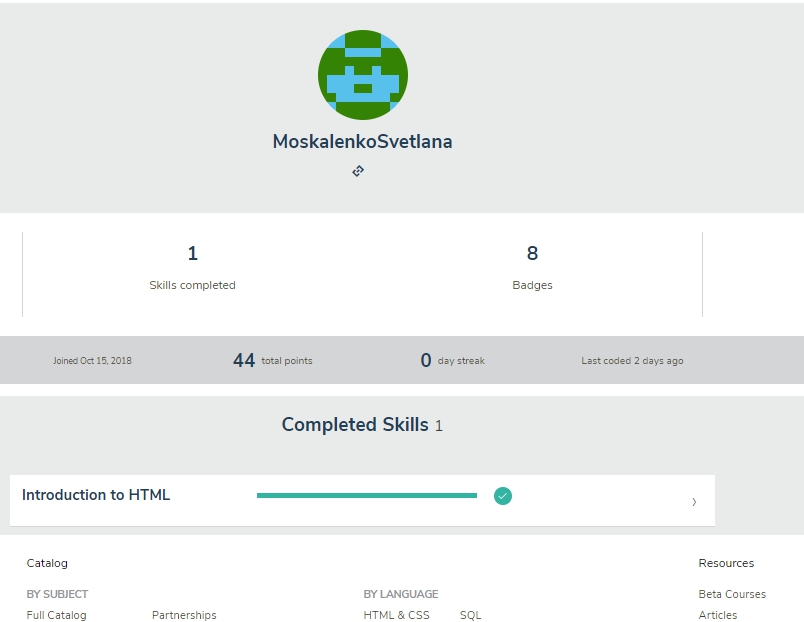 MoskalenkoSvetlana
1 8
Skills completed Badges
Joined Oct 15, 2018 44 total points 0 day streak Last coded 2 days ago
Completed Skills 1
Introduction to HTML
Catalog Resources
BY SUBJECT BY LANGUAGE Beta Courses
Full Catalog Partnerships HTML & CSS SQL Articles